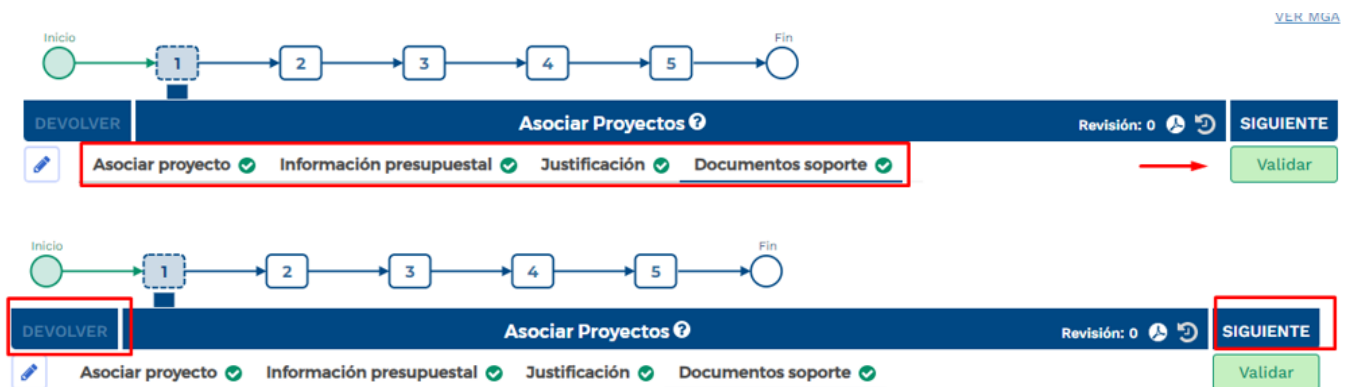 VER MGA
Inicio Fin
1 2 3 4 5
DEVOLVER Asociar Proyectos ? Revisión: 0 SIGUIENTE
Asociar proyecto Información presupuestal Justificación Documentos soporte Validar
Inicio Fin
1 2 3 4 5
DEVOLVER Asociar Proyectos ? Revisión: 0 SIGUIENTE
Asociar proyecto Información presupuestal Justificación Documentos soporte Validar